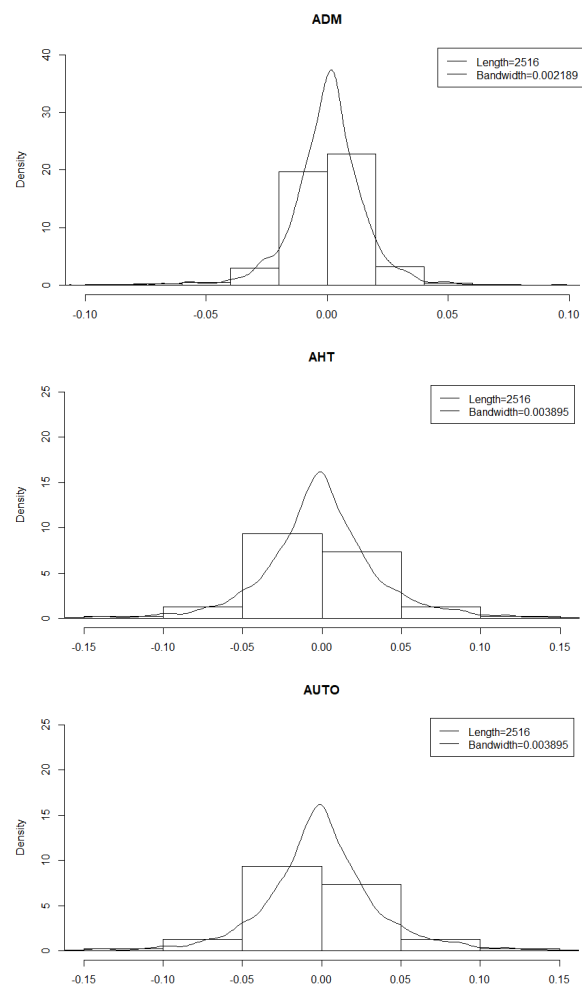 ADM
Length=2516
Bandwidth=0.002189
Density
0 10 20 30 40
-0.10 -0.05 0.00 0.05 0.10
AHT
Length=2516
Bandwidth=0.003895
Density
0 5 10 15 20 25
-0.15 -0.10 -0.05 0.00 0.05 0.10 0.15
AUTO
Length=2516
Bandwidth=0.003895
Density
0 5 10 15 20 25
-0.15 -0.10 -0.05 0.00 0.05 0.10 0.15